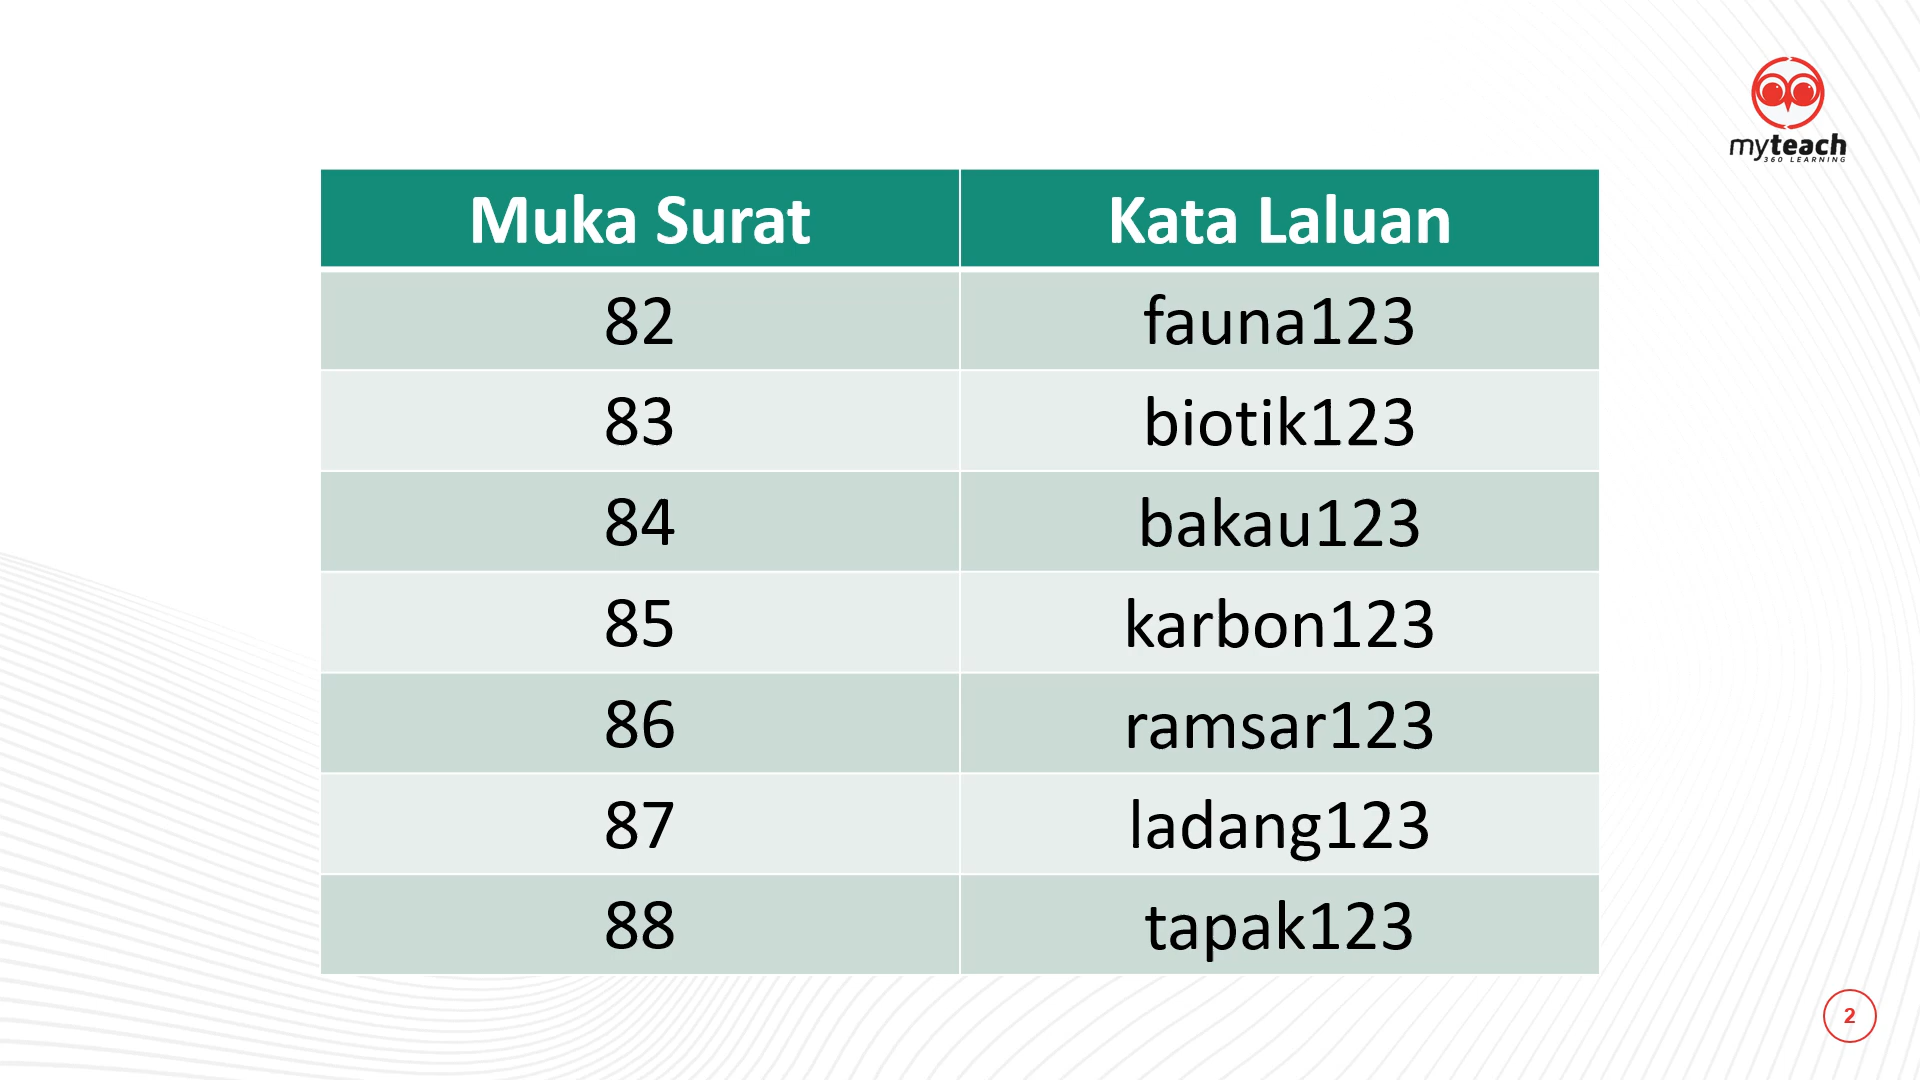 myteach
360 LEARNING
Muka Surat Kata Laluan
82 fauna123
83 biotik123
84 bakau123
85 karbon123
86 ramsar123
87 ladang123
88 tapak123
2